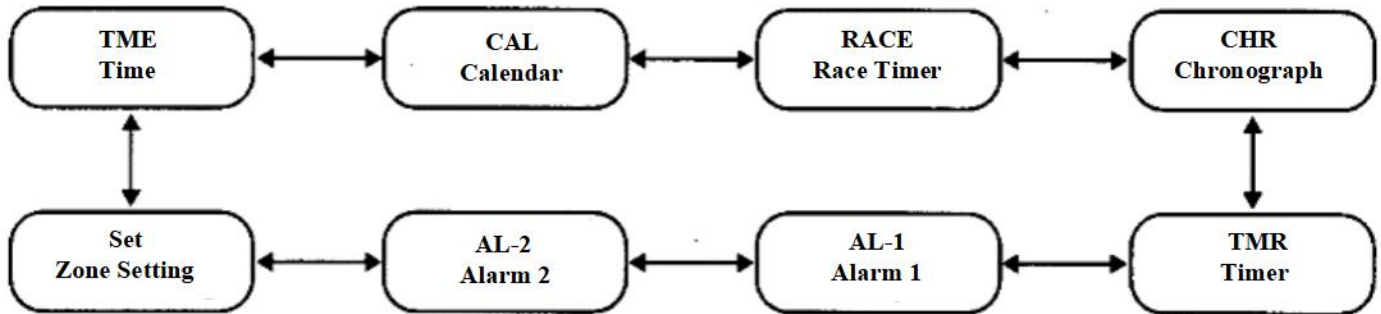 TME
Time
CAL
Calendar
RACE
Race Timer
CHR
Chronograph
Set
Zone Setting
AL-2
Alarm 2
AL-1
Alarm 1
TMR
Timer